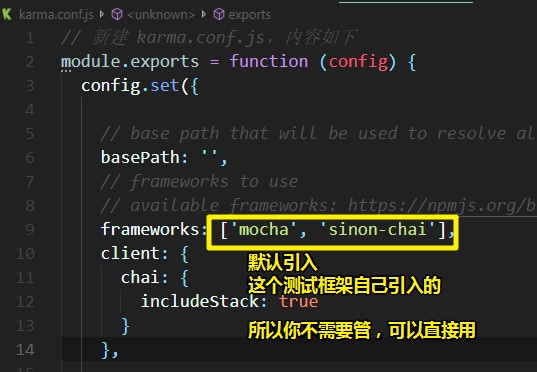 karma.conf.js > <unknown> > exports
1 // 新建 karma.conf.js，内容如下
2 module.exports = function (config) {
3 config.set({
4
5 // base path that will be used to resolve al
6 basePath: '',
7 // frameworks to use
8 // available frameworks: https://npmjs.org/b
9 frameworks: ['mocha', 'sinon-chai'],
10 client: {
默认引入
11 chai: {
这个测试框架自己引入的
12 includeStack: true
13 }
所以你不需要管，可以直接用
14 },